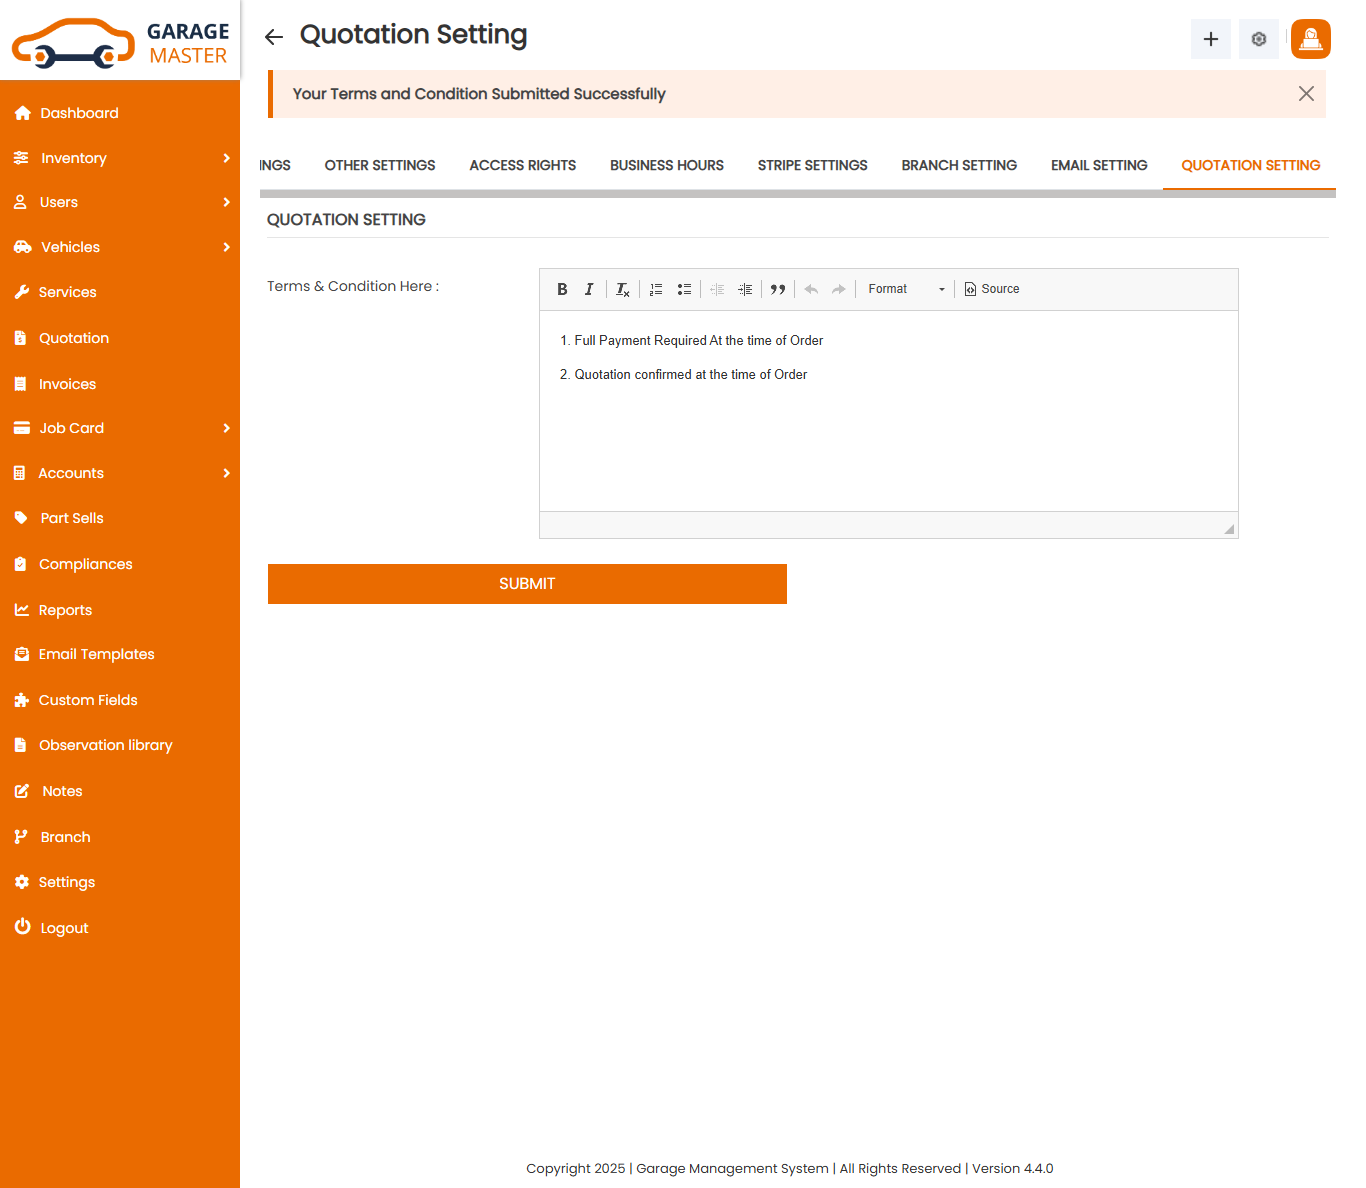 GARAGE
MASTER
Quotation Setting
Your Terms and Condition Submitted Successfully
Dashboard
Inventory
Users
Vehicles
Services
Quotation
Invoices
Job Card
Accounts
Part Sells
Compliances
Reports
Email Templates
Custom Fields
Observation library
Notes
Branch
Settings
Logout
INGS OTHER SETTINGS ACCESS RIGHTS BUSINESS HOURS STRIPE SETTINGS BRANCH SETTING EMAIL SETTING QUOTATION SETTING
QUOTATION SETTING
Terms & Condition Here :
Format Source
1. Full Payment Required At the time of Order
2. Quotation confirmed at the time of Order
SUBMIT
Copyright 2025 | Garage Management System | All Rights Reserved | Version 4.4.0